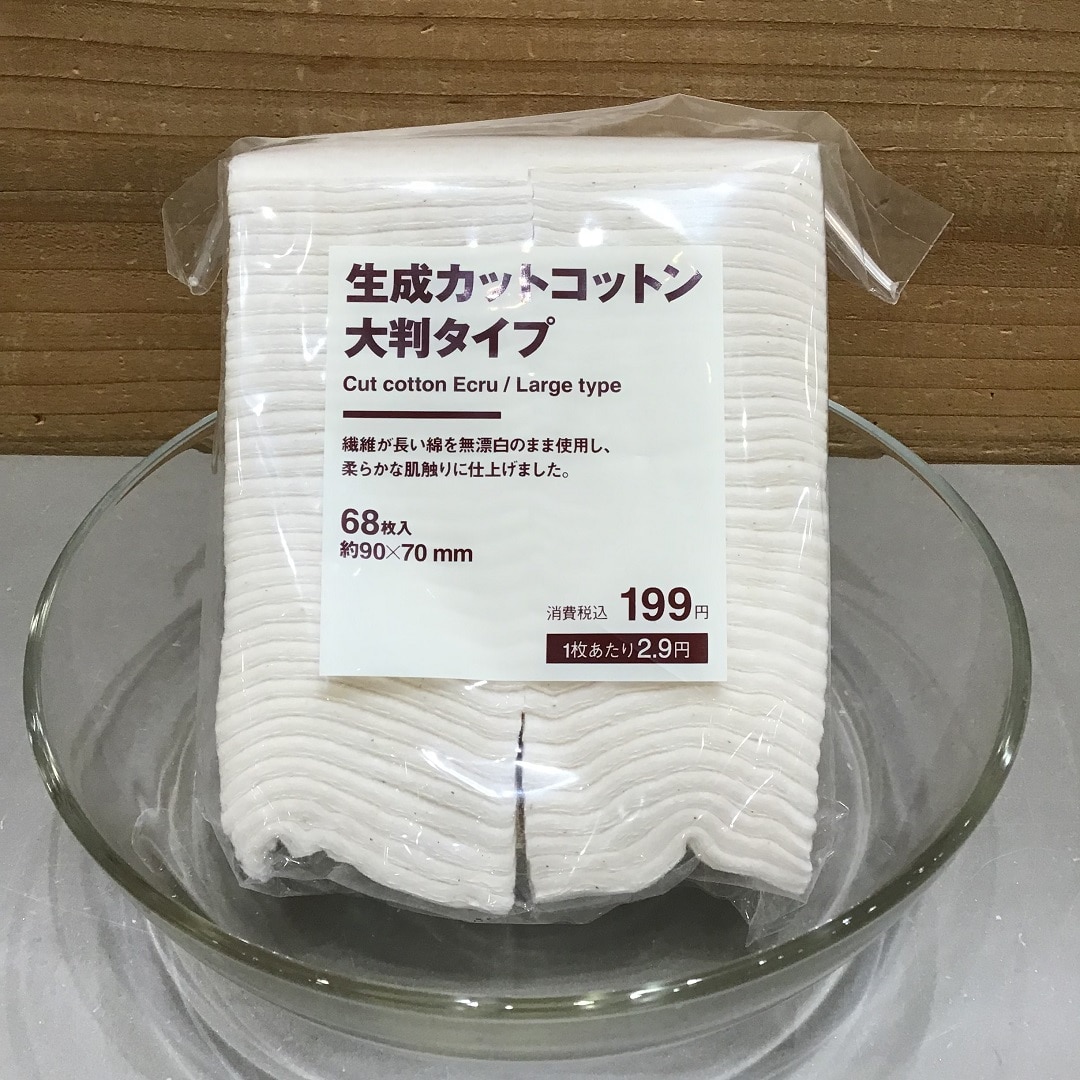 生成カットコットン
大判タイプ
Cut cotton Ecru / Large type
繊維が長い綿を無漂白のまま使用し、
柔らかな肌触りに仕上げました。
68枚入
約90×70 mm
消費税込 199円
1枚あたり2.9円